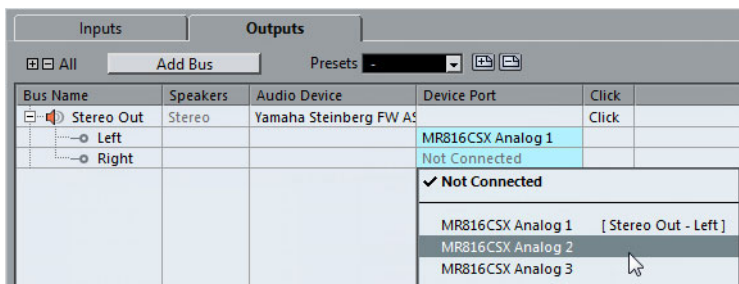 Inputs Outputs
All Add Bus Presets -
Bus Name Speakers Audio Device Device Port Click
Stereo Out Stereo Yamaha Steinberg FW AS Click
Left MR816CSX Analog 1
Right Not Connected
✓ Not Connected
MR816CSX Analog 1 [ Stereo Out - Left ]
MR816CSX Analog 2
MR816CSX Analog 3